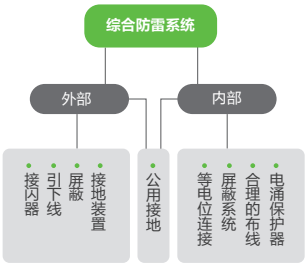 综合防雷系统
外部
内部
接闪器
引下线
屏蔽
接地装置
公用接地
等电位连接
屏蔽系统
合理的布线
电涌保护器